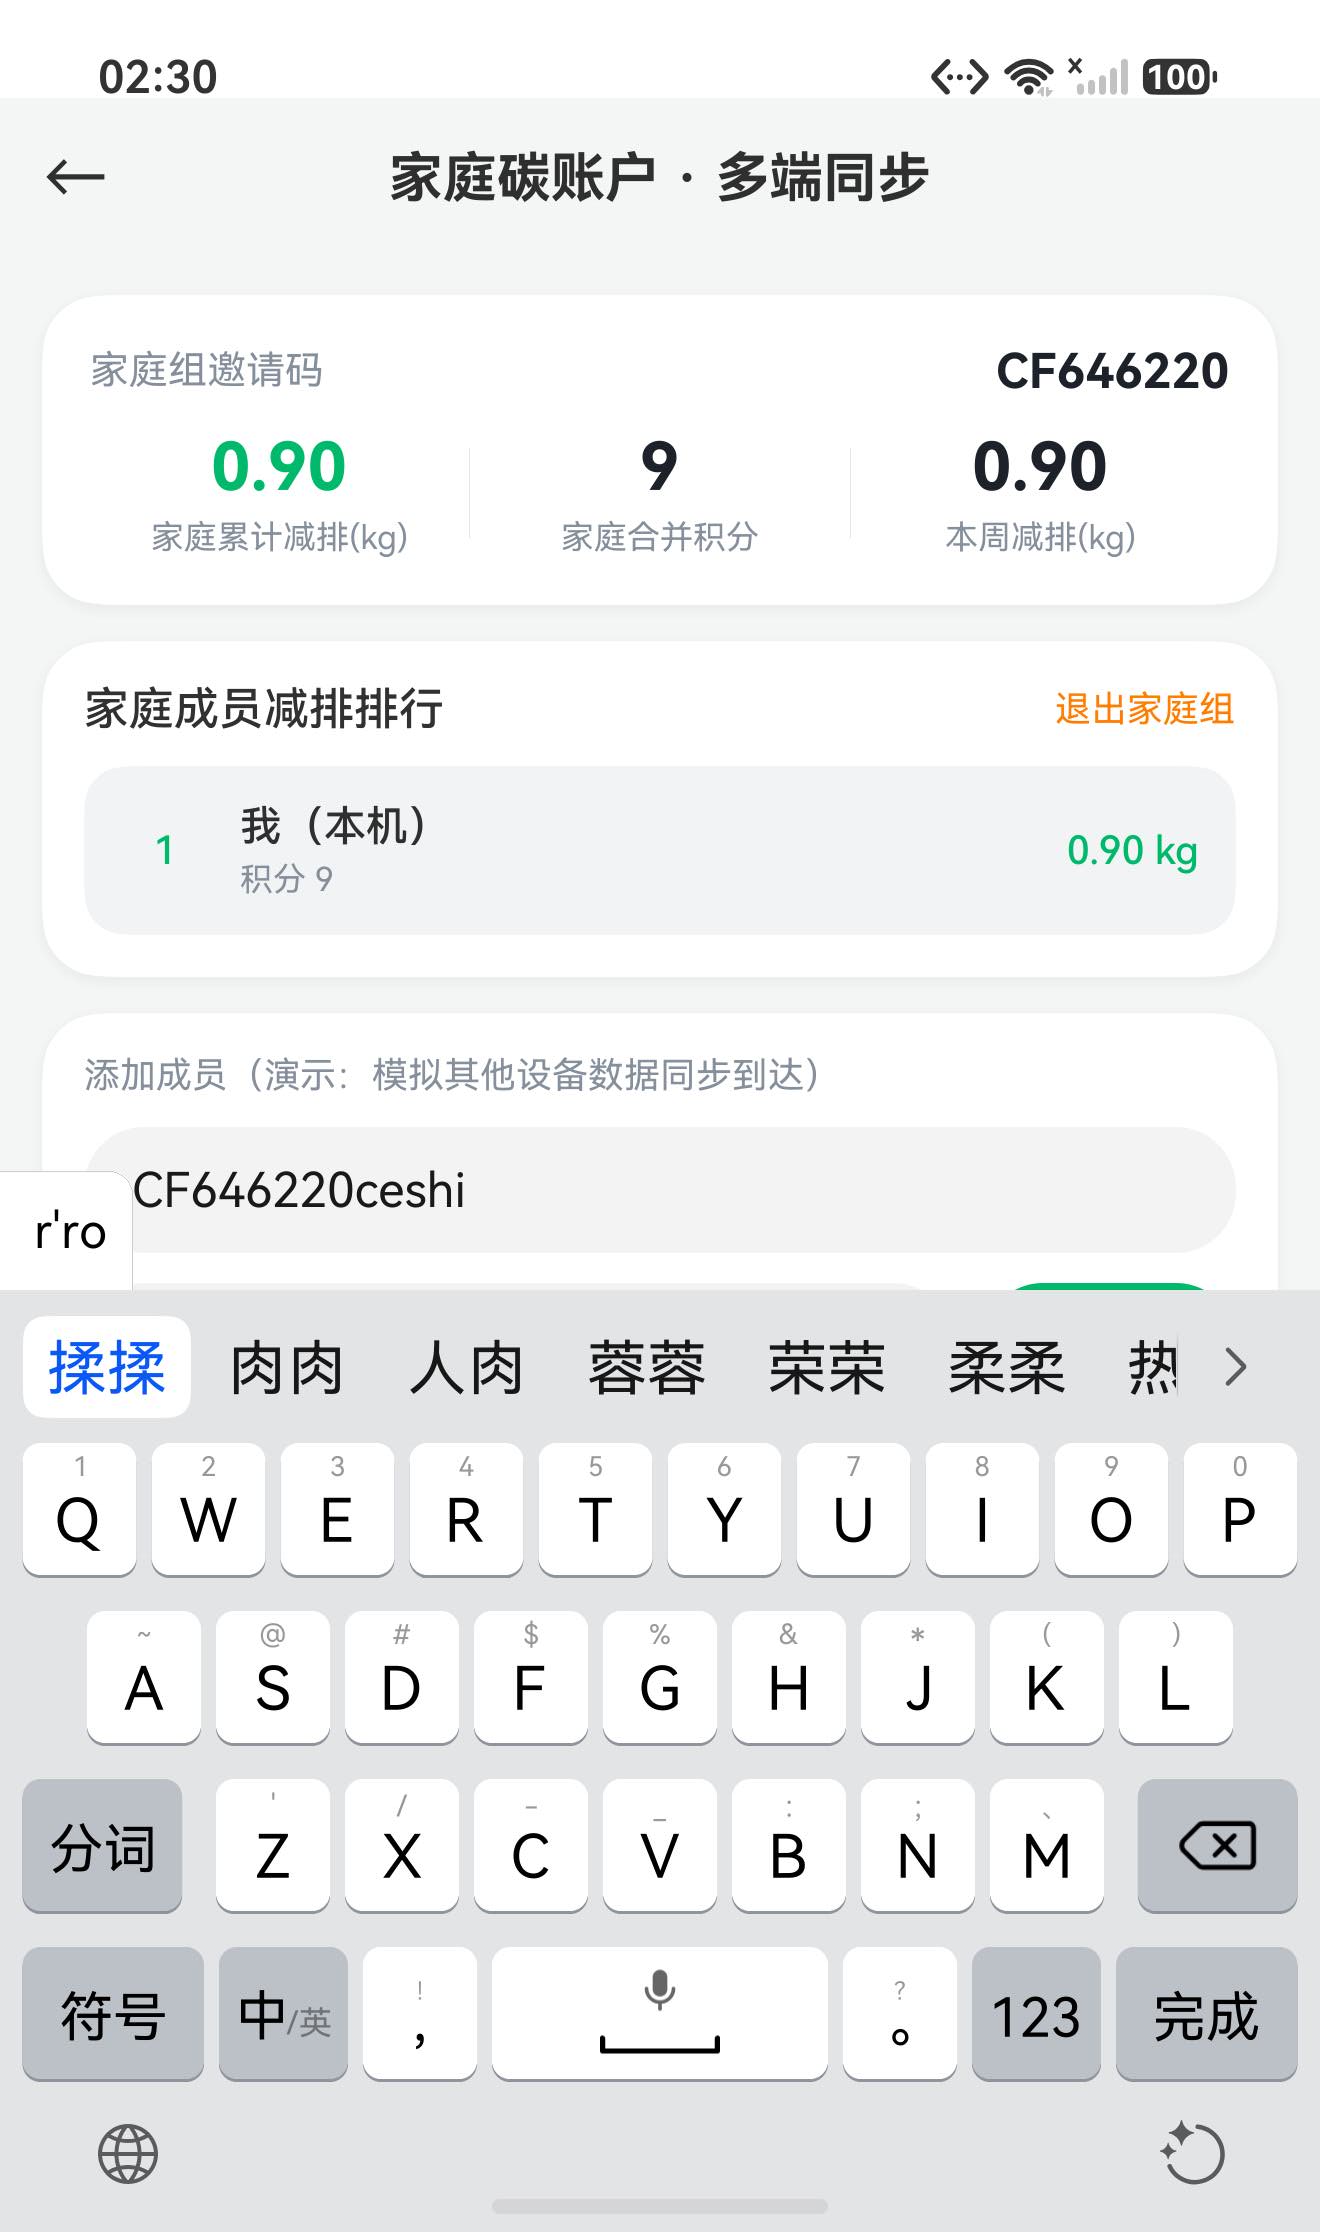 02:30
100
家庭碳账户 · 多端同步
家庭组邀请码 CF646220
0.90 9 0.90
家庭累计减排(kg) 家庭合并积分 本周减排(kg)
家庭成员减排排行 退出家庭组
1 我（本机） 0.90 kg
积分 9
添加成员（演示：模拟其他设备数据同步到达）
CF646220ceshi
r'ro
揉揉 肉肉 人肉 蓉蓉 荣荣 柔柔 热
1 2 3 4 5 6 7 8 9 0
Q W E R T Y U I O P
~ @ # $ % & * ( )
A S D F G H J K L
' / - _ : ; 、
分词 Z X C V B N M
! ?
符号 中/英 , 。 123 完成